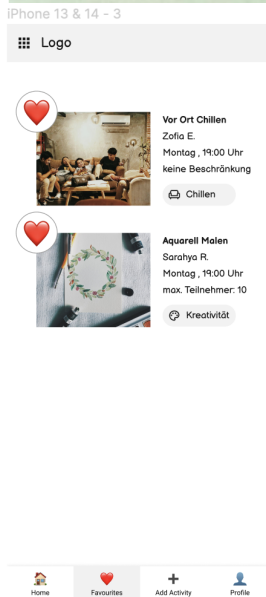 iPhone 13 & 14 - 3
Logo
Vor Ort Chillen
Zofia E.
Montag , 19:00 Uhr
keine Beschränkung
Chillen
Aquarell Malen
Sarahya R.
Montag , 19:00 Uhr
max. Teilnehmer: 10
Kreativität
Home
Favourites
Add Activity
Profile